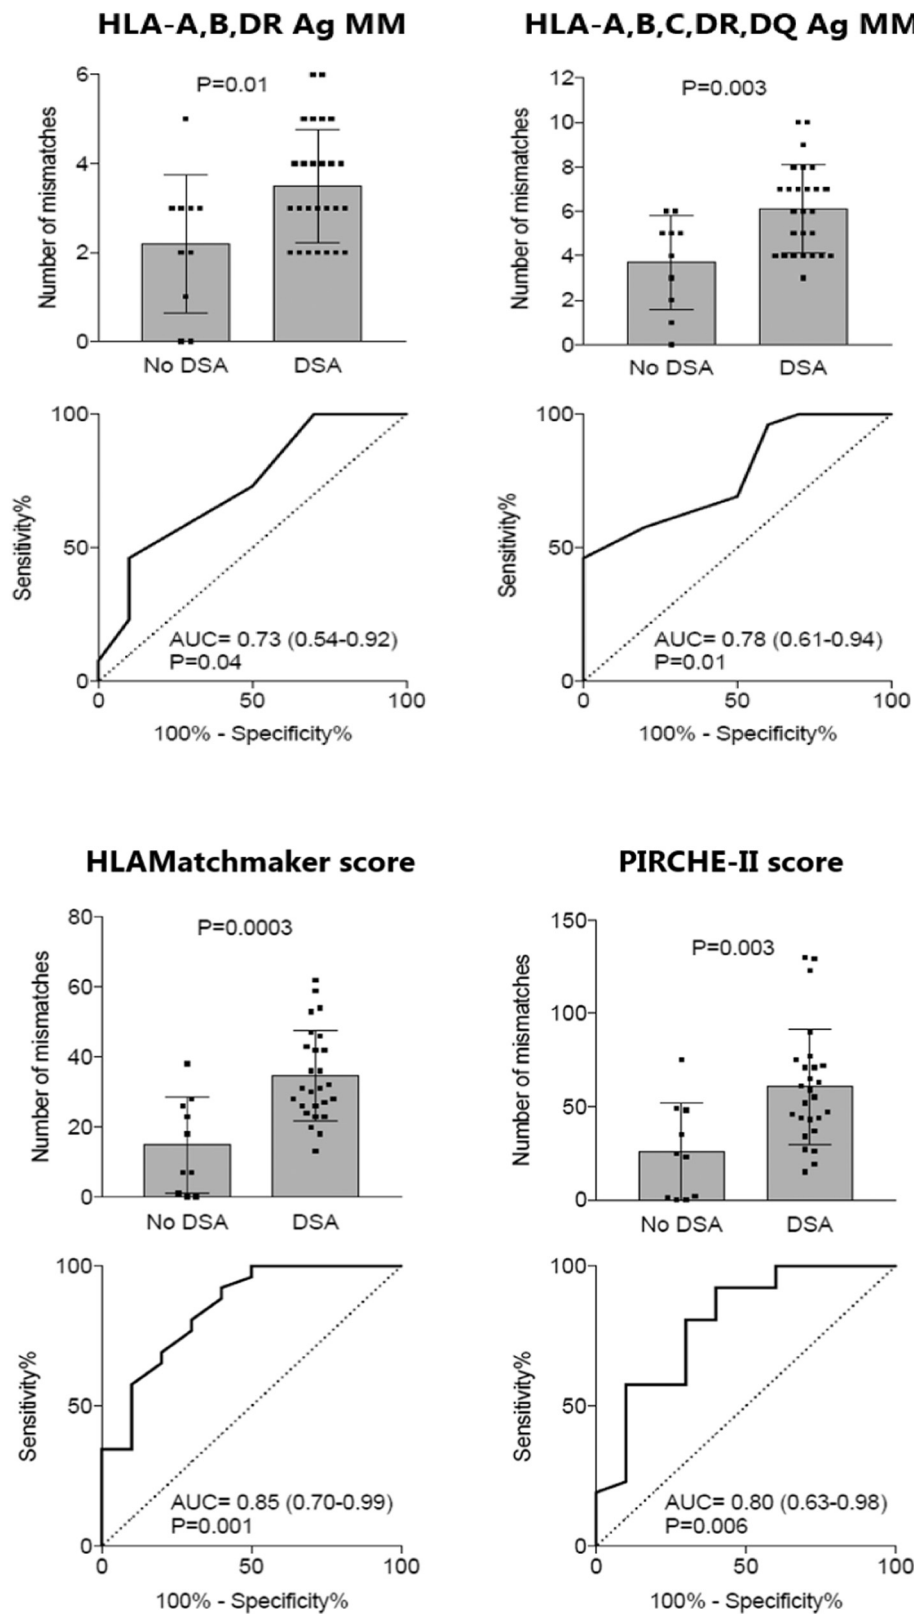 HLA-A,B,DR Ag MM
P=0.01
Number of mismatches
6
4
2
0
No DSA
DSA
Sensitivity%
100
50
0
AUC= 0.73 (0.54-0.92)
P=0.04
0
50
100
100% - Specificity%
HLA-A,B,C,DR,DQ Ag MM
P=0.003
Number of mismatches
12
10
8
6
4
2
0
No DSA
DSA
Sensitivity%
100
50
0
AUC= 0.78 (0.61-0.94)
P=0.01
0
50
100
100% - Specificity%
HLAMatchmaker score
P=0.0003
Number of mismatches
80
60
40
20
0
No DSA
DSA
Sensitivity%
100
50
0
AUC= 0.85 (0.70-0.99)
P=0.001
0
50
100
100% - Specificity%
PIRCHE-II score
P=0.003
Number of mismatches
150
100
50
0
No DSA
DSA
Sensitivity%
100
50
0
AUC= 0.80 (0.63-0.98)
P=0.006
0
50
100
100% - Specificity%